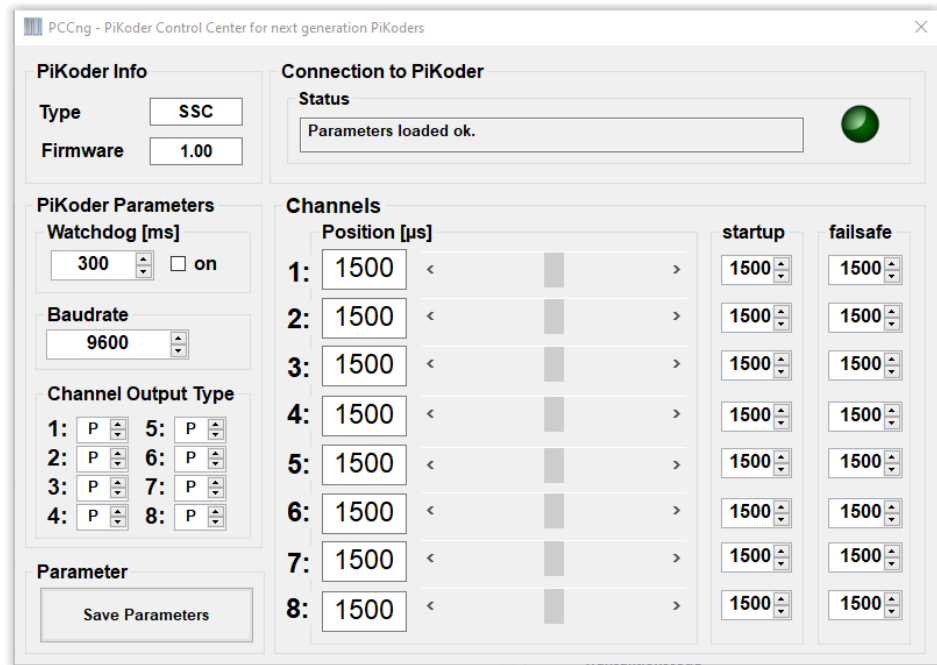 PCCng - PiKoder Control Center for next generation PiKoders
PiKoder Info
Type SSC
Firmware 1.00
Connection to PiKoder
Status
Parameters loaded ok.
PiKoder Parameters
Watchdog [ms]
300 on
Baudrate
9600
Channel Output Type
1: P 5: P
2: P 6: P
3: P 7: P
4: P 8: P
Parameter
Save Parameters
Channels
Position [µs] startup failsafe
1: 1500 < > 1500 1500
2: 1500 < > 1500 1500
3: 1500 < > 1500 1500
4: 1500 < > 1500 1500
5: 1500 < > 1500 1500
6: 1500 < > 1500 1500
7: 1500 < > 1500 1500
8: 1500 < > 1500 1500